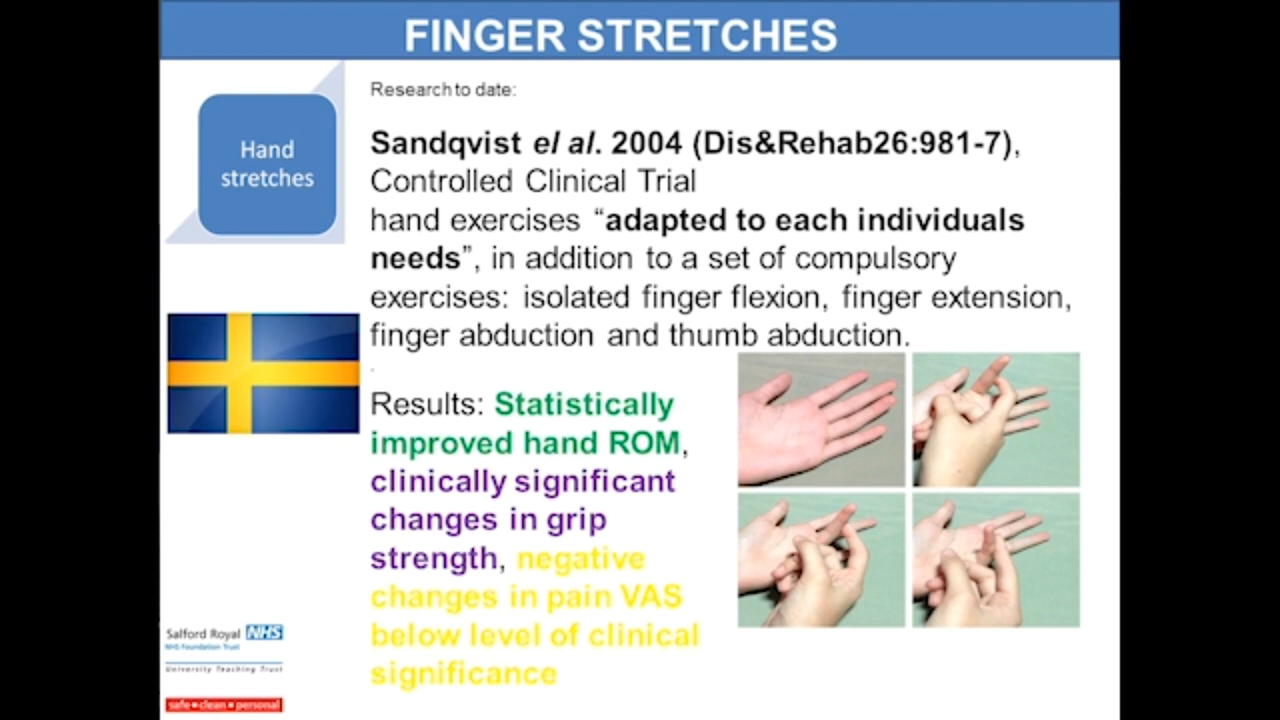 FINGER STRETCHES
Hand
stretches
Research to date:
Sandqvist el al. 2004 (Dis&Rehab26:981-7),
Controlled Clinical Trial
hand exercises “adapted to each individuals
needs”, in addition to a set of compulsory
exercises: isolated finger flexion, finger extension,
finger abduction and thumb abduction.
Results: Statistically
improved hand ROM,
clinically significant
changes in grip
strength, negative
changes in pain VAS
below level of clinical
significance
Salford Royal NHS
NHS Foundation Trust
University Teaching Trust
safe • clean • personal